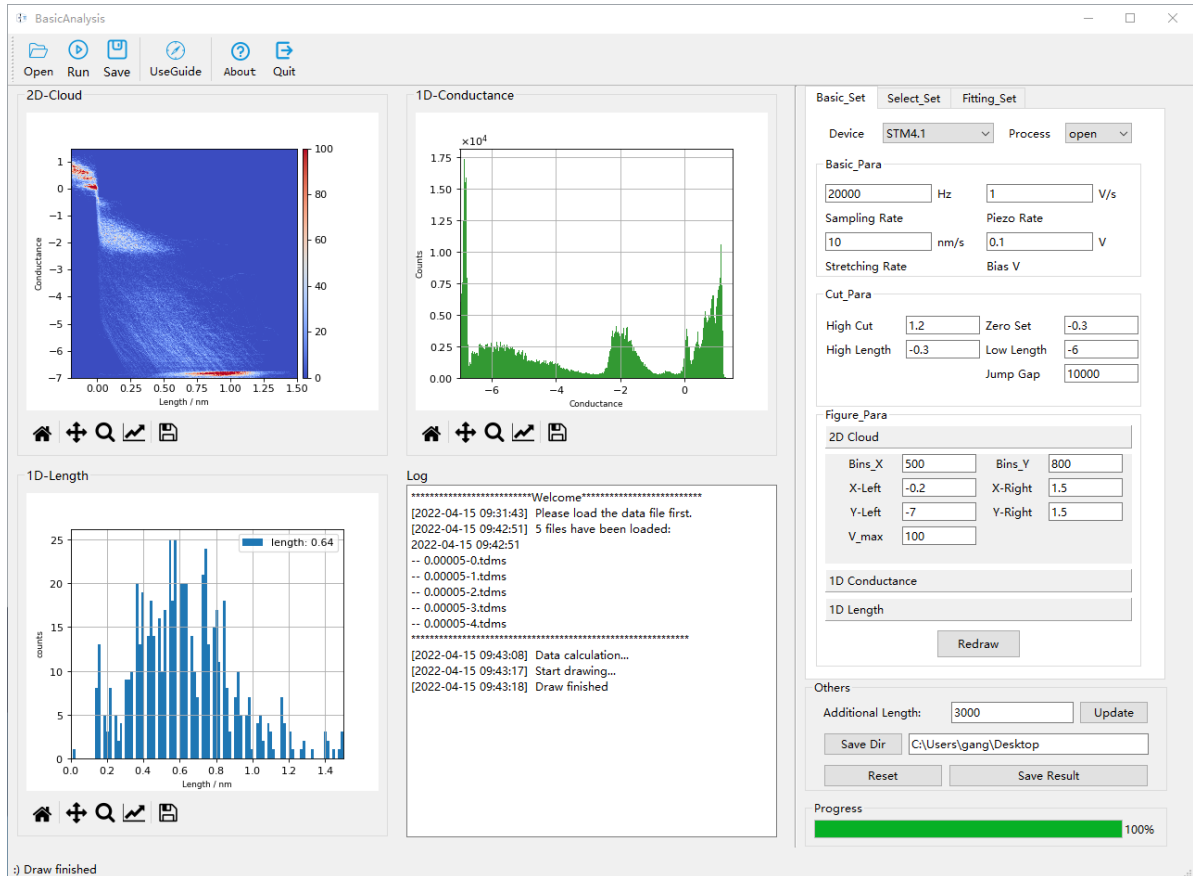 BasicAnalysis
Open Run Save UseGuide About Quit
2D-Cloud
1
0
−1
−2
−3
−4
−5
−6
−7
Conductance
0.00 0.25 0.50 0.75 1.00 1.25 1.50
Length / nm
100
80
60
40
20
0
1D-Conductance
×10⁴
1.75
1.50
1.25
1.00
0.75
0.50
0.25
0.00
Counts
−6 −4 −2 0
Conductance
1D-Length
25
20
15
10
5
0
counts
length: 0.64
0.0 0.2 0.4 0.6 0.8 1.0 1.2 1.4
Length / nm
Log
**************************Welcome**************************
[2022-04-15 09:31:43] Please load the data file first.
[2022-04-15 09:42:51] 5 files have been loaded:
2022-04-15 09:42:51
-- 0.00005-0.tdms
-- 0.00005-1.tdms
-- 0.00005-2.tdms
-- 0.00005-3.tdms
-- 0.00005-4.tdms
************************************************************
[2022-04-15 09:43:08] Data calculation...
[2022-04-15 09:43:17] Start drawing...
[2022-04-15 09:43:18] Draw finished
Basic_Set Select_Set Fitting_Set
Device STM4.1 Process open
Basic_Para
20000 Hz 1 V/s
Sampling Rate Piezo Rate
10 nm/s 0.1 V
Stretching Rate Bias V
Cut_Para
High Cut 1.2 Zero Set -0.3
High Length -0.3 Low Length -6
Jump Gap 10000
Figure_Para
2D Cloud
Bins_X 500 Bins_Y 800
X-Left -0.2 X-Right 1.5
Y-Left -7 Y-Right 1.5
V_max 100
1D Conductance
1D Length
Redraw
Others
Additional Length: 3000 Update
Save Dir C:\Users\gang\Desktop
Reset Save Result
Progress
100%
:) Draw finished